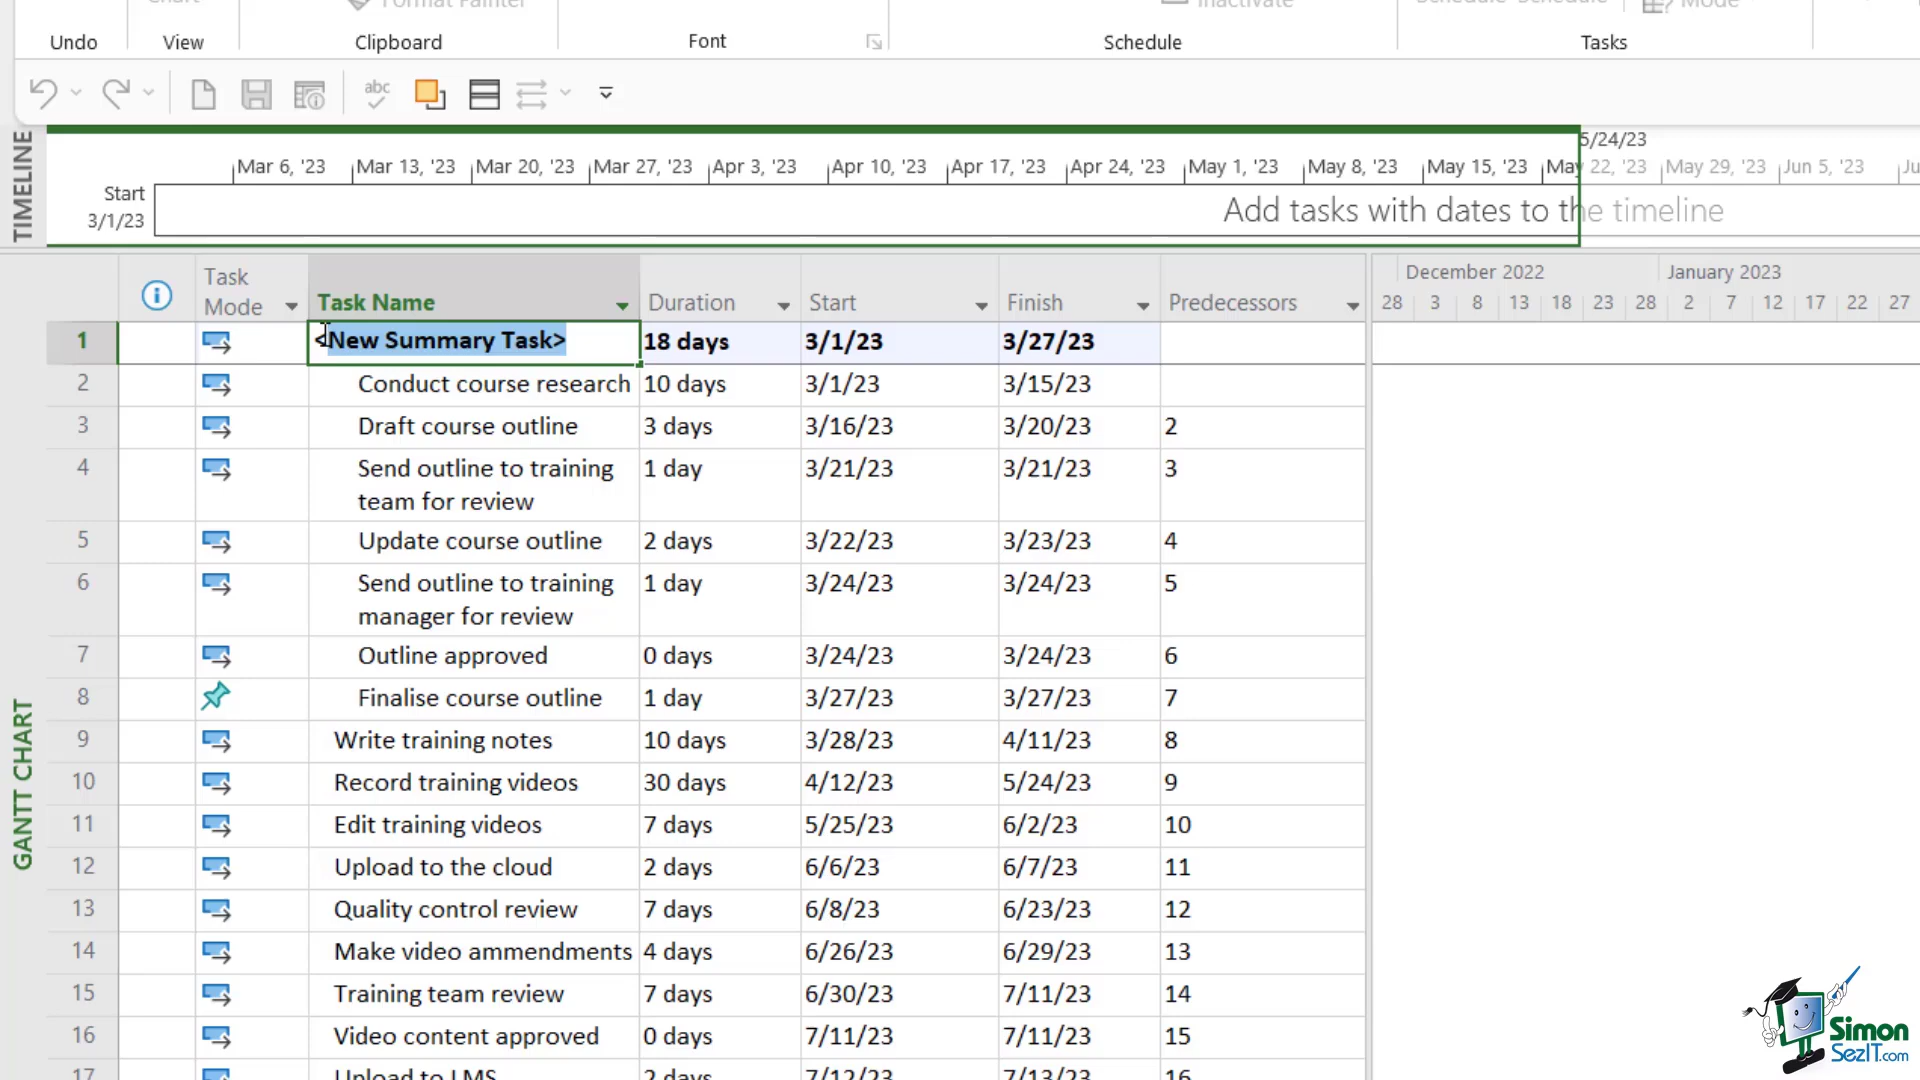 Chart
Format Painter
Inactivate
Mode
Undo
View
Clipboard
Font
Schedule
Tasks
abc
TIMELINE
5/24/23
Mar 6, '23
Mar 13, '23
Mar 20, '23
Mar 27, '23
Apr 3, '23
Apr 10, '23
Apr 17, '23
Apr 24, '23
May 1, '23
May 8, '23
May 15, '23
May 22, '23
May 29, '23
Jun 5, '23
Start
3/1/23
Add tasks with dates to the timeline
GANTT CHART
Task Mode Task Name Duration Start Finish Predecessors
December 2022 January 2023
28 3 8 13 18 23 28 2 7 12 17 22 27
1 <New Summary Task> 18 days 3/1/23 3/27/23
2 Conduct course research 10 days 3/1/23 3/15/23
3 Draft course outline 3 days 3/16/23 3/20/23 2
4 Send outline to training 1 day 3/21/23 3/21/23 3
team for review
5 Update course outline 2 days 3/22/23 3/23/23 4
6 Send outline to training 1 day 3/24/23 3/24/23 5
manager for review
7 Outline approved 0 days 3/24/23 3/24/23 6
8 Finalise course outline 1 day 3/27/23 3/27/23 7
9 Write training notes 10 days 3/28/23 4/11/23 8
10 Record training videos 30 days 4/12/23 5/24/23 9
11 Edit training videos 7 days 5/25/23 6/2/23 10
12 Upload to the cloud 2 days 6/6/23 6/7/23 11
13 Quality control review 7 days 6/8/23 6/23/23 12
14 Make video ammendments 4 days 6/26/23 6/29/23 13
15 Training team review 7 days 6/30/23 7/11/23 14
16 Video content approved 0 days 7/11/23 7/11/23 15
17 Upload to LMS 2 days 7/12/23 7/13/23 16
Simon
SezIT.com